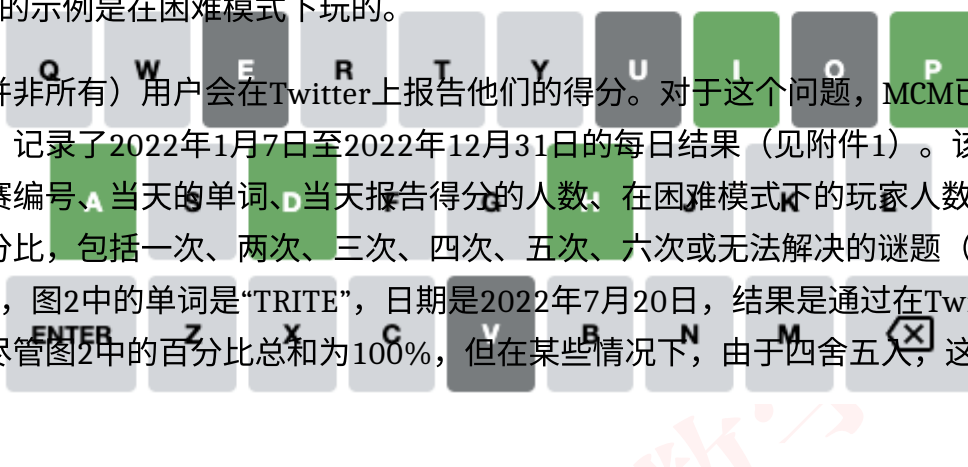 的示例是在困难模式下玩的。
Q W E R T Y U I O P
并非所有）用户会在Twitter上报告他们的得分。对于这个问题，MCM已
记录了2022年1月7日至2022年12月31日的每日结果（见附件1）。该
A S D F G H J K L
赛编号、当天的单词、当天报告得分的人数、在困难模式下的玩家人数
分比，包括一次、两次、三次、四次、五次、六次或无法解决的谜题（
，图2中的单词是“TRITE”，日期是2022年7月20日，结果是通过在Twi
ENTER Z X C V B N M
尽管图2中的百分比总和为100%，但在某些情况下，由于四舍五入，这